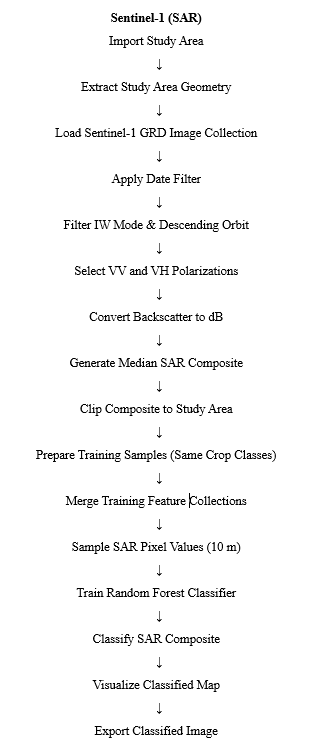 Sentinel-1 (SAR)
Import Study Area
↓
Extract Study Area Geometry
↓
Load Sentinel-1 GRD Image Collection
↓
Apply Date Filter
↓
Filter IW Mode & Descending Orbit
↓
Select VV and VH Polarizations
↓
Convert Backscatter to dB
↓
Generate Median SAR Composite
↓
Clip Composite to Study Area
↓
Prepare Training Samples (Same Crop Classes)
↓
Merge Training Feature Collections
↓
Sample SAR Pixel Values (10 m)
↓
Train Random Forest Classifier
↓
Classify SAR Composite
↓
Visualize Classified Map
↓
Export Classified Image